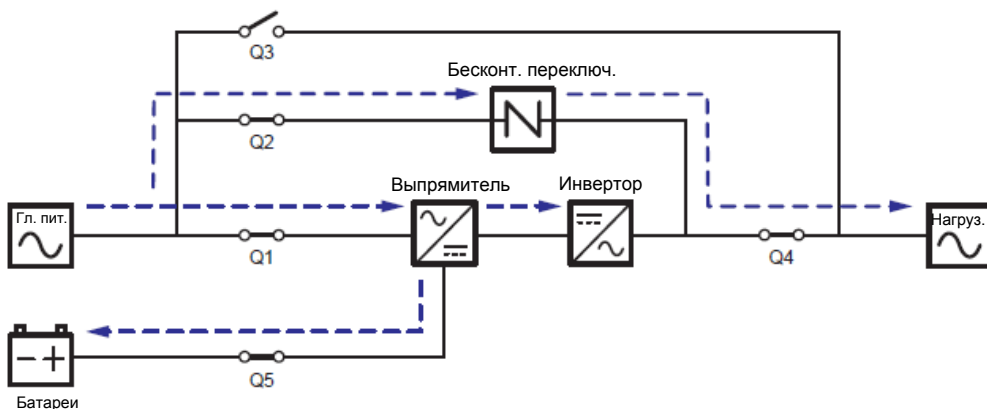 Q3
Бесконт. переключ.
Q2
Выпрямитель
Инвертор
Гл. пит.
Нагруз.
Q1
Q4
Q5
Батареи